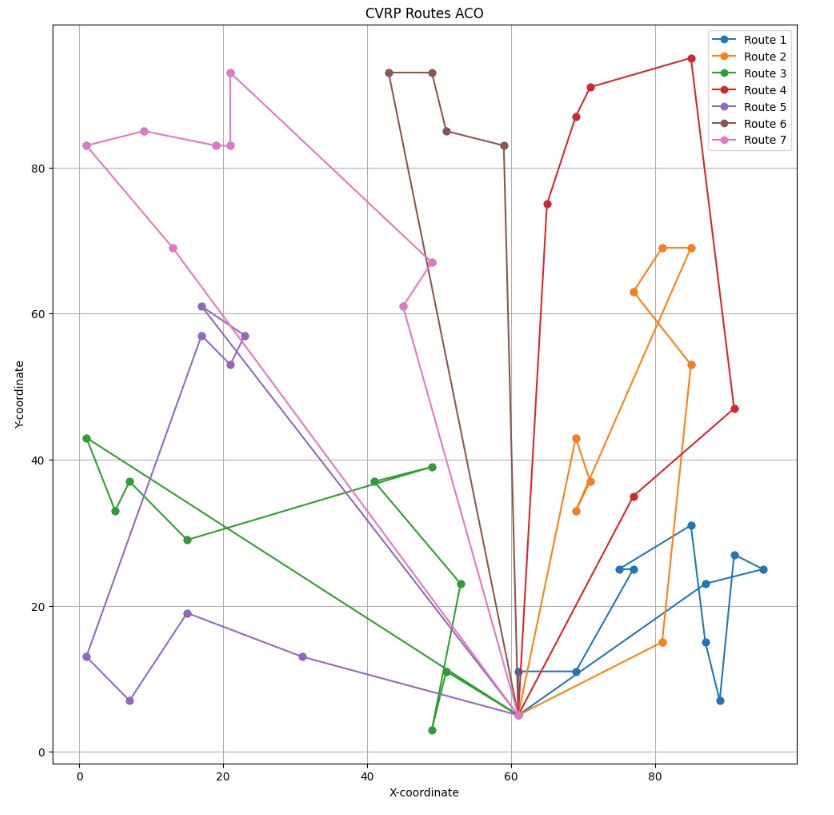 CVRP Routes ACO
Route 1
Route 2
Route 3
Route 4
Route 5
Route 6
Route 7
Y-coordinate
80
60
40
20
0
0 20 40 60 80
X-coordinate